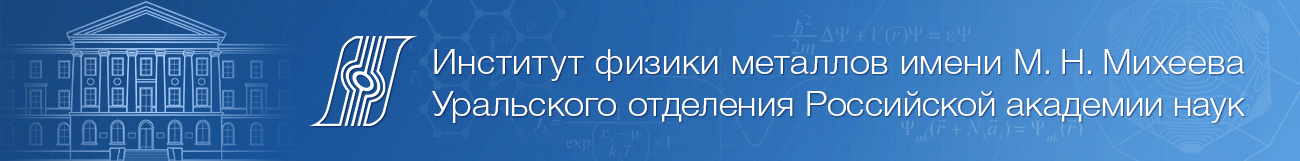 Институт физики металлов имени М. Н. Михеева
Уральского отделения Российской академии наук